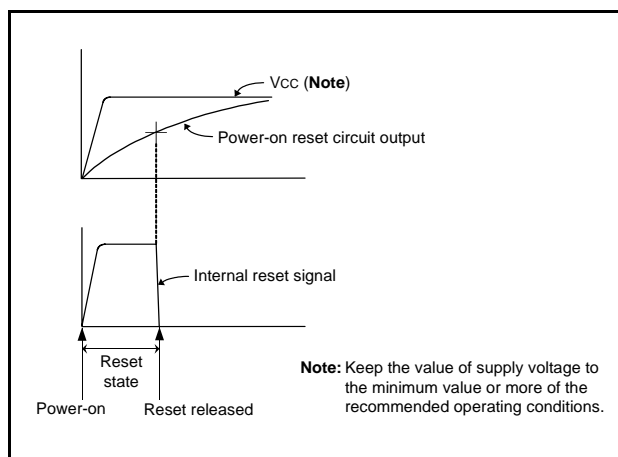 Vcc (Note)
Power-on reset circuit output
Internal reset signal
Reset
state
Power-on
Reset released
Note: Keep the value of supply voltage to
the minimum value or more of the
recommended operating conditions.